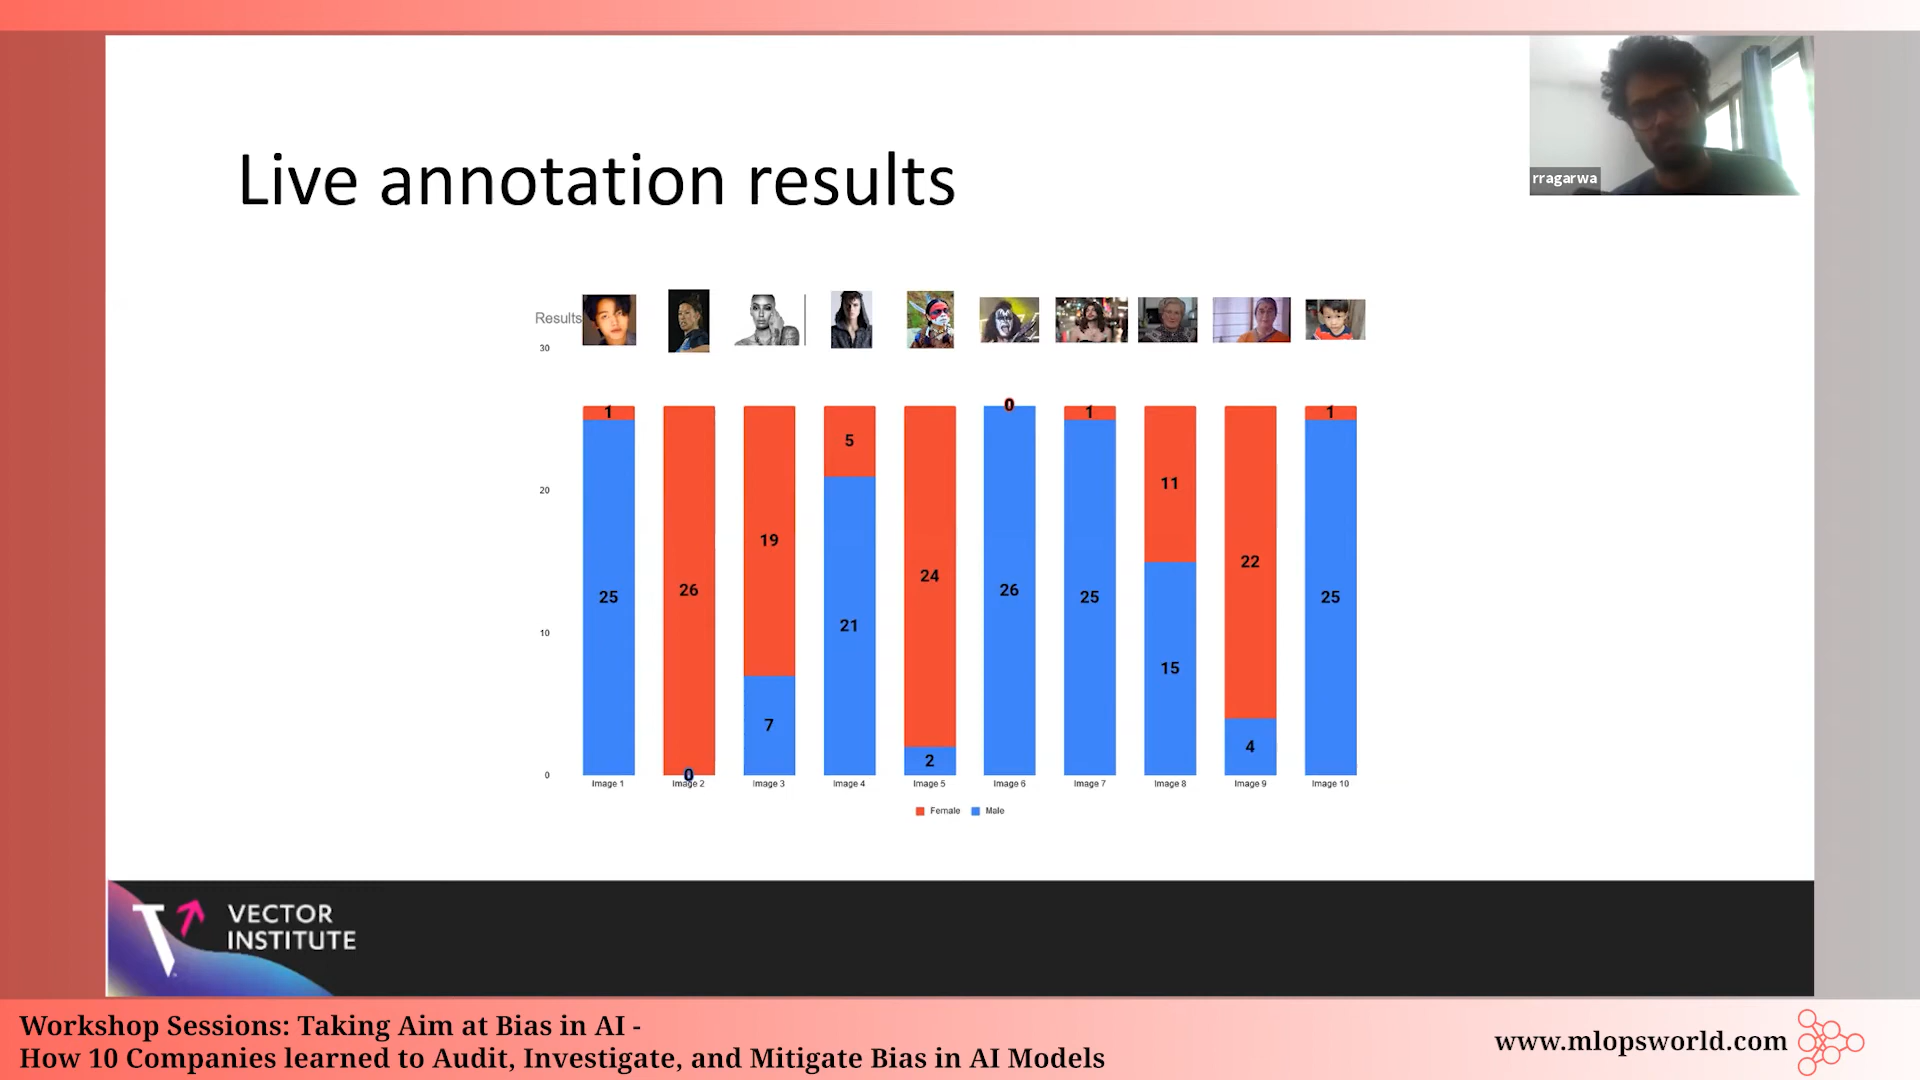 rragarwa
Live annotation results
Results
30
20
10
0
1
25
26
0
19
7
5
21
24
2
0
26
1
25
11
15
22
4
1
25
Image 1
Image 2
Image 3
Image 4
Image 5
Image 6
Image 7
Image 8
Image 9
Image 10
Female
Male
VECTOR
INSTITUTE
Workshop Sessions: Taking Aim at Bias in AI -
How 10 Companies learned to Audit, Investigate, and Mitigate Bias in AI Models
www.mlopsworld.com